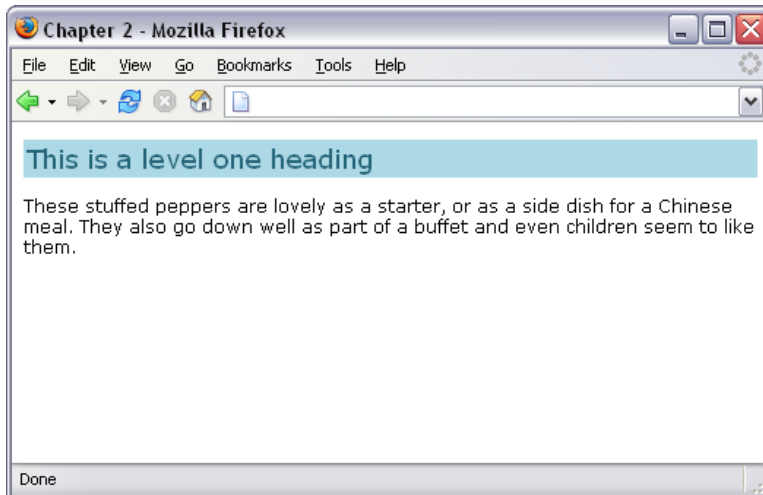 Chapter 2 - Mozilla Firefox
File Edit View Go Bookmarks Tools Help
This is a level one heading
These stuffed peppers are lovely as a starter, or as a side dish for a Chinese
meal. They also go down well as part of a buffet and even children seem to like
them.
Done